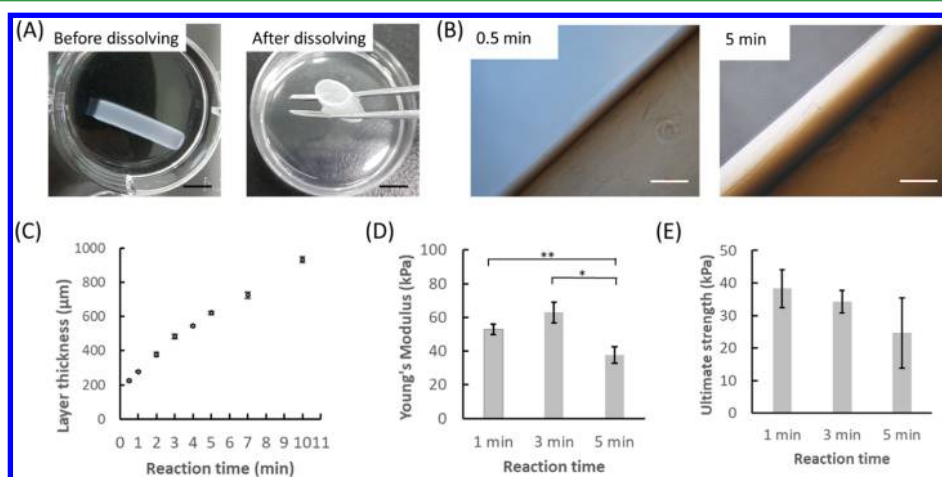 (A)
Before dissolving
After dissolving
(B)
0.5 min
5 min
(C)
Layer thickness (μm)
1000
800
600
400
200
0
0 1 2 3 4 5 6 7 8 9 10 11
Reaction time (min)
(D)
Young's Modulus (kPa)
100
80
60
40
20
0
**
*
1 min 3 min 5 min
Reaction time
(E)
Ultimate strength (kPa)
50
40
30
20
10
0
1 min 3 min 5 min
Reaction time